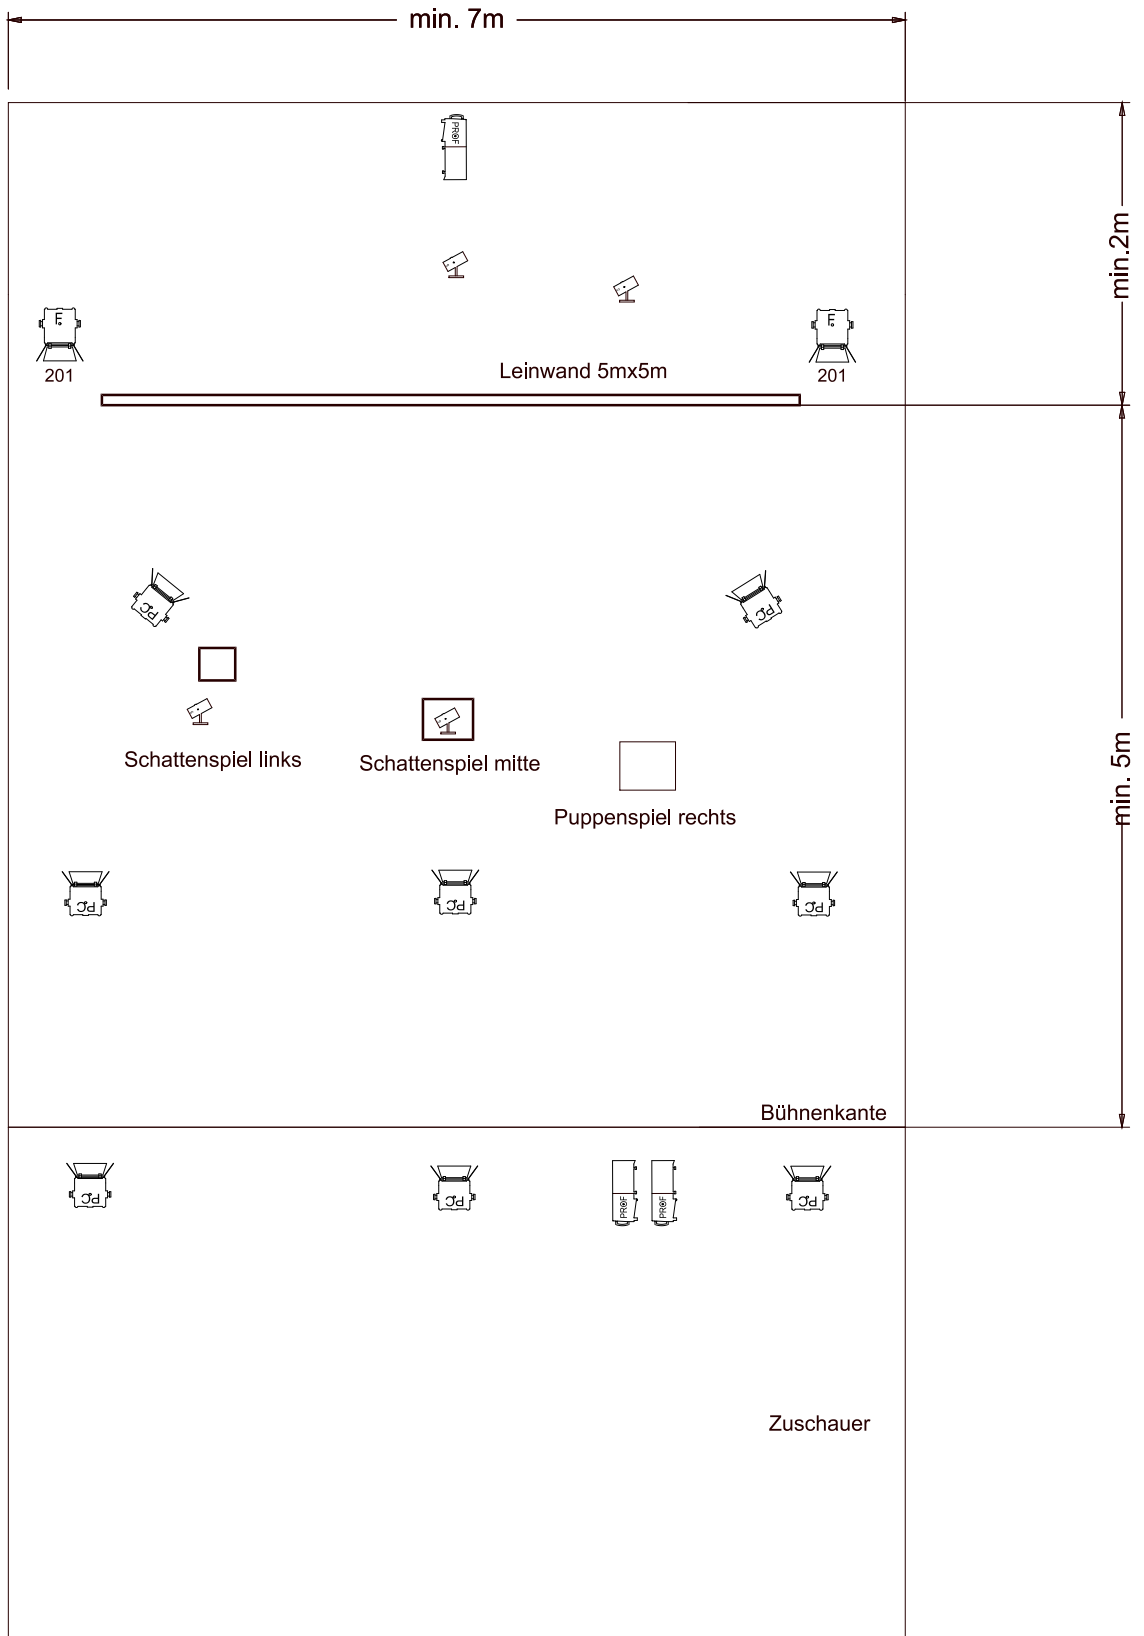 min. 7m
PROF
min.2m
F
F
201
201
Leinwand 5mx5m
PC
PC
Schattenspiel links
Schattenspiel mitte
min. 5m
Puppenspiel rechts
PC
PC
PC
Bühnenkante
PC
PC
PROF
PROF
PC
Zuschauer